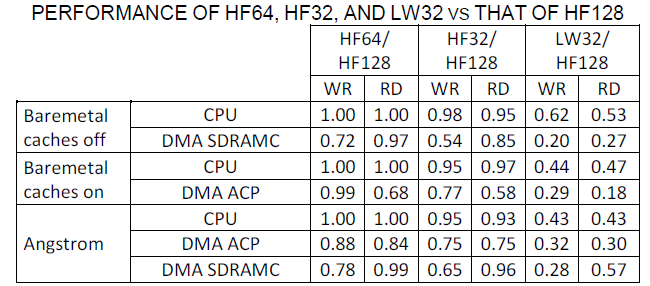 PERFORMANCE OF HF64, HF32, AND LW32 VS THAT OF HF128
HF64/ HF128 HF32/ HF128 LW32/ HF128
WR RD WR RD WR RD
Baremetal caches off CPU 1.00 1.00 0.98 0.95 0.62 0.53
DMA SDRAMC 0.72 0.97 0.54 0.85 0.20 0.27
Baremetal caches on CPU 1.00 1.00 0.95 0.97 0.44 0.47
DMA ACP 0.99 0.68 0.77 0.58 0.29 0.18
Angstrom CPU 1.00 1.00 0.95 0.93 0.43 0.43
DMA ACP 0.88 0.84 0.75 0.75 0.32 0.30
DMA SDRAMC 0.78 0.99 0.65 0.96 0.28 0.57